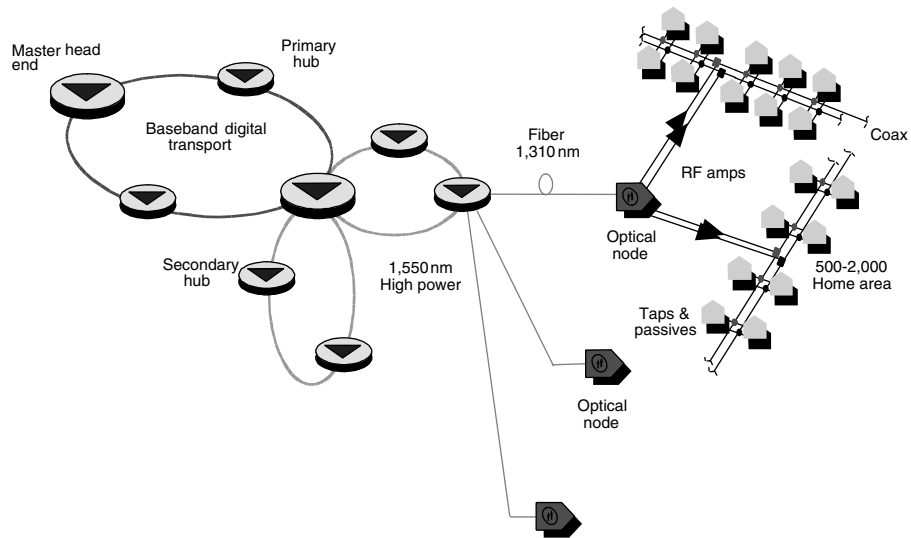 Master head
end
Primary
hub
Baseband digital
transport
Fiber
1,310 nm
Coax
RF amps
Optical
node
Secondary
hub
1,550 nm
High power
500-2,000
Home area
Taps &
passives
Optical
node